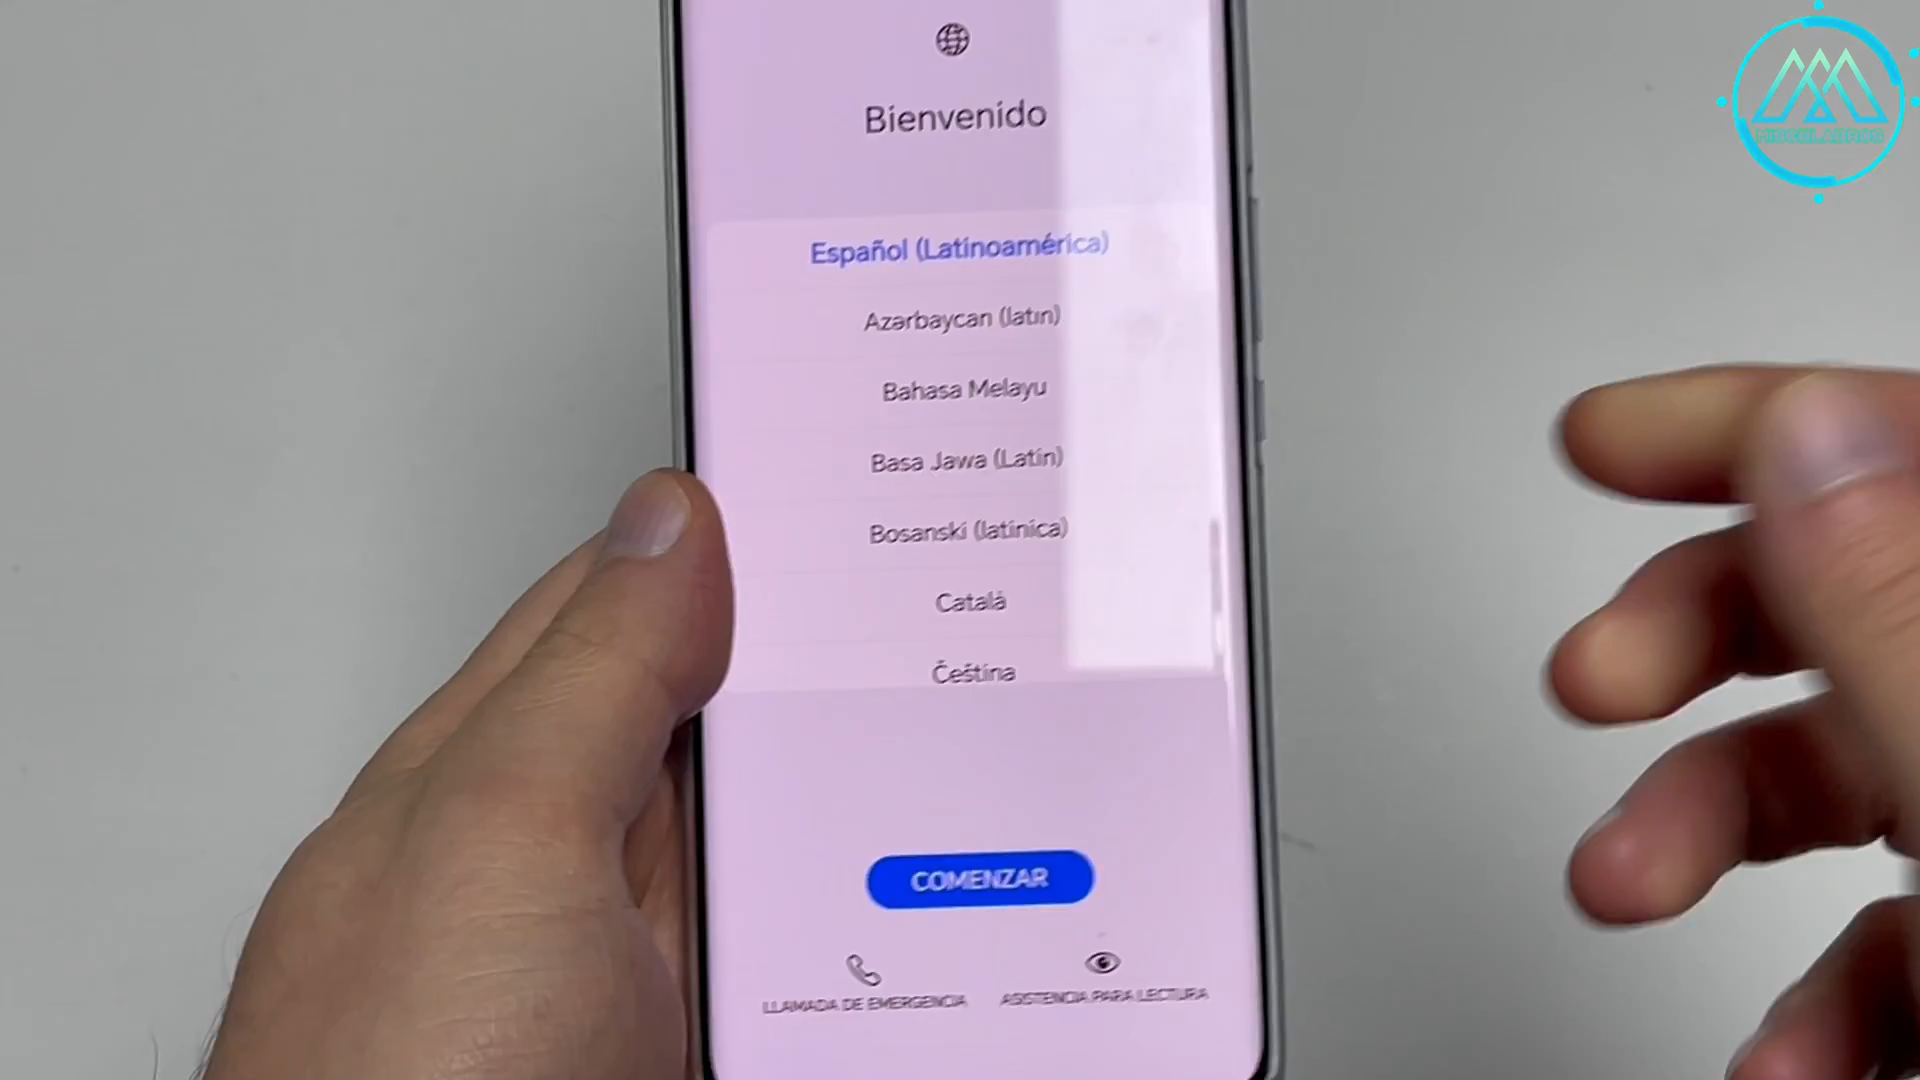 Bienvenido
Español (Latinoamérica)
Azərbaycan (latın)
Bahasa Melayu
Basa Jawa (Latin)
Bosanski (latinica)
Català
Čeština
COMENZAR
LLAMADA DE EMERGENCIA
ASISTENCIA PARA LECTURA